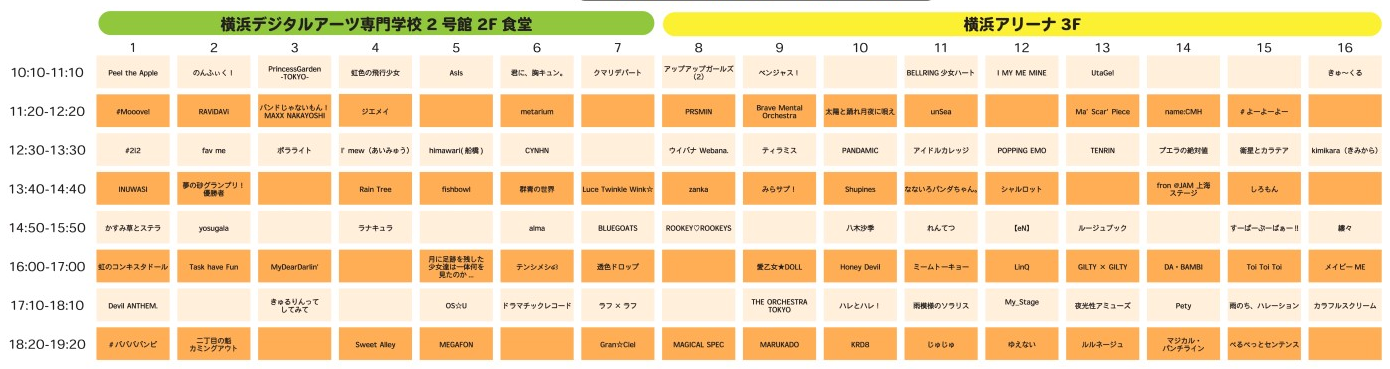 横浜デジタルアーツ専門学校 2 号館 2F 食堂 横浜アリーナ 3F
1 2 3 4 5 6 7 8 9 10 11 12 13 14 15 16
10:10-11:10 Peel the Apple のんふぃく！ PrincessGarden -TOKYO- 虹色の飛行少女 AsIs 君に、胸キュン。 クマリデパート アップアップガールズ（2） ペンジャス！ BELLRING 少女ハート I MY ME MINE UtaGe! きゅ～くる
11:20-12:20 #Mooove! RAViDAVi バンドじゃないもん！ MAXX NAKAYOSHI ジエメイ metarium PRSMIN Brave Mental Orchestra 太陽と踊れ月夜に唄え unSea Ma' Scar' Piece name:CMH # よーよーよー
12:30-13:30 #2i2 fav me ポラライト I' mew（あいみゅう） himawari( 船橋 ) CYNHN ウイバナ Webana. ティラミス PANDAMIC アイドルカレッジ POPPING EMO TENRIN プエラの絶対値 衛星とカラテア kimikara（きみから）
13:40-14:40 INUWASI 夢の砂グランプリ！ 優勝者 Rain Tree fishbowl 群青の世界 Luce Twinkle Wink☆ zanka みらサブ！ Shupines なないろパンダちゃん。 シャルロット fron @JAM 上海 ステージ しろもん
14:50-15:50 かすみ草とステラ yosugala ラナキュラ alma BLUEGOATS ROOKEY♡ROOKEYS 八木沙季 れんてつ 【eN】 ルージュブック すーぱーぷーばぁー!! 纏々
16:00-17:00 虹のコンキスタドール Task have Fun MyDearDarlin' 月に足跡を残した 少女達は一体何を 見たのか … テンシメシ 透色ドロップ 愛乙女★DOLL Honey Devil ミームトーキョー LinQ GILTY × GILTY DA・BAMBI Toi Toi Toi メイビー ME
17:10-18:10 Devil ANTHEM. きゅるりんって してみて OS☆U ドラマチックレコード ラフ × ラフ THE ORCHESTRA TOKYO ハレとハレ！ 雨模様のソラリス My_Stage 夜光性アミューズ Pety 雨のち、ハレーション カラフルスクリーム
18:20-19:20 # ババババンビ 二丁目の魁 カミングアウト Sweet Alley MEGAFON Gran☆Ciel MAGICAL SPEC MARUKADO KRD8 じゅじゅ ゆえない ルルネージュ マジカル・ パンチライン ぺるぺっとセンテンス